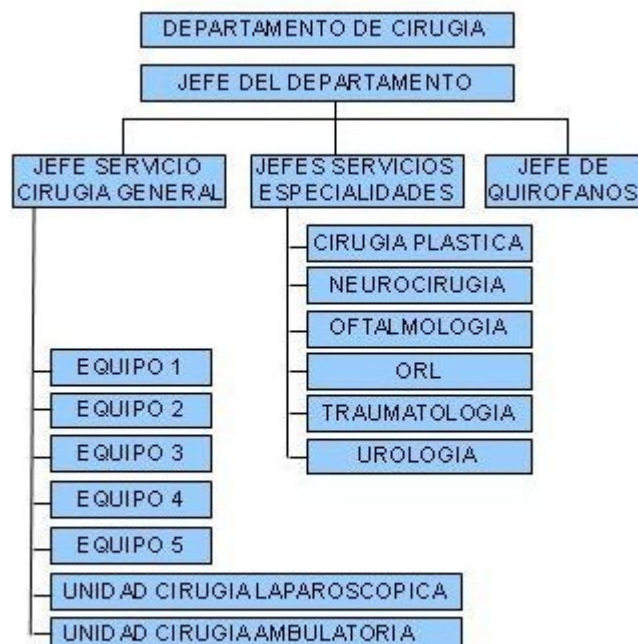 DEPARTAMENTO DE CIRUGIA
JEFE DEL DEPARTAMENTO
JEFE SERVICIO
CIRUGIA GENERAL
JEFES SERVICIOS
ESPECIALIDADES
JEFE DE
QUIROFANOS
CIRUGIA PLASTICA
NEUROCIRUGIA
OFTALMOLOGIA
ORL
TRAUMATOLOGIA
UROLOGIA
EQUIPO 1
EQUIPO 2
EQUIPO 3
EQUIPO 4
EQUIPO 5
UNIDAD CIRUGIA LAPAROSCOPICA
UNIDAD CIRUGIA AMBULATORIA